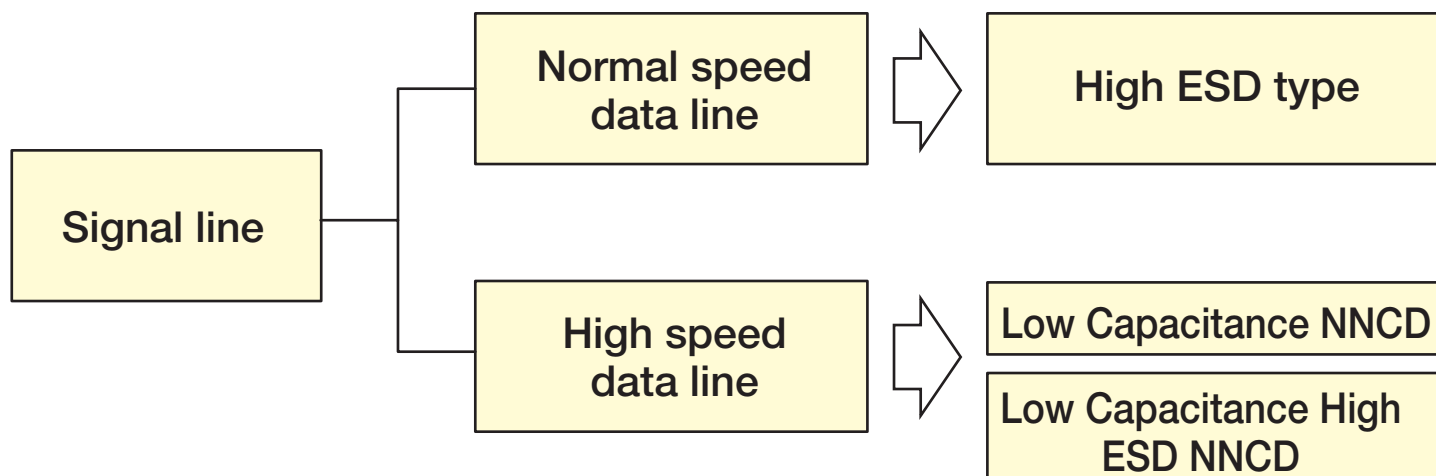 Signal line
Normal speed
data line
High ESD type
High speed
data line
Low Capacitance NNCD
Low Capacitance High
ESD NNCD